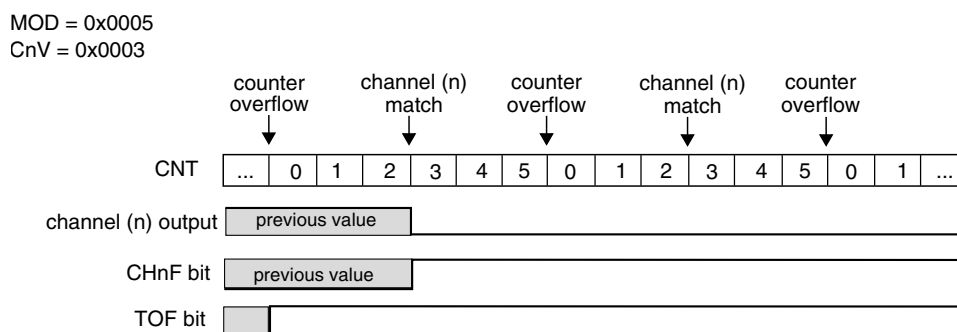 MOD = 0x0005
CnV = 0x0003
counter overflow channel (n) match counter overflow channel (n) match counter overflow
CNT ... 0 1 2 3 4 5 0 1 2 3 4 5 0 1 ...
channel (n) output previous value
CHnF bit previous value
TOF bit